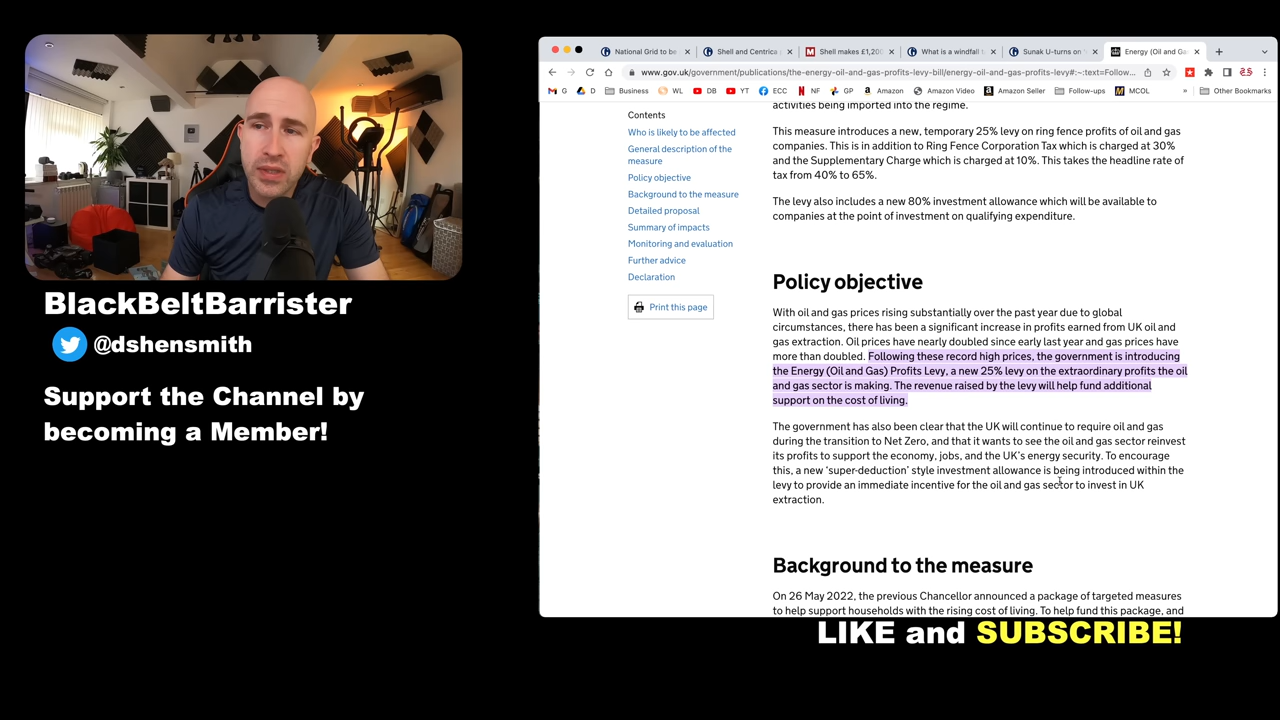 BlackBeltBarrister
@dshensmith
Support the Channel by
becoming a Member!
National Grid to be
Shell and Centrica
Shell makes £1,200
What is a windfall t
Sunak U-turns on
Energy (Oil and Ga
www.gov.uk/government/publications/the-energy-oil-and-gas-profits-levy-bill/energy-oil-and-gas-profits-levy#:~:text=Follow...
G
D
Business
WL
DB
YT
ECC
NF
GP
Amazon
Amazon Video
Amazon Seller
Follow-ups
MCOL
»
Other Bookmarks
Contents
Who is likely to be affected
General description of the
measure
Policy objective
Background to the measure
Detailed proposal
Summary of impacts
Monitoring and evaluation
Further advice
Declaration
Print this page
activities being imported into the regime.
This measure introduces a new, temporary 25% levy on ring fence profits of oil and gas
companies. This is in addition to Ring Fence Corporation Tax which is charged at 30%
and the Supplementary Charge which is charged at 10%. This takes the headline rate of
tax from 40% to 65%.
The levy also includes a new 80% investment allowance which will be available to
companies at the point of investment on qualifying expenditure.
Policy objective
With oil and gas prices rising substantially over the past year due to global
circumstances, there has been a significant increase in profits earned from UK oil and
gas extraction. Oil prices have nearly doubled since early last year and gas prices have
more than doubled. Following these record high prices, the government is introducing
the Energy (Oil and Gas) Profits Levy, a new 25% levy on the extraordinary profits the oil
and gas sector is making. The revenue raised by the levy will help fund additional
support on the cost of living.
The government has also been clear that the UK will continue to require oil and gas
during the transition to Net Zero, and that it wants to see the oil and gas sector reinvest
its profits to support the economy, jobs, and the UK's energy security. To encourage
this, a new 'super-deduction' style investment allowance is being introduced within the
levy to provide an immediate incentive for the oil and gas sector to invest in UK
extraction.
Background to the measure
On 26 May 2022, the previous Chancellor announced a package of targeted measures
to help support households with the rising cost of living. To help fund this package, and
LIKE and SUBSCRIBE!